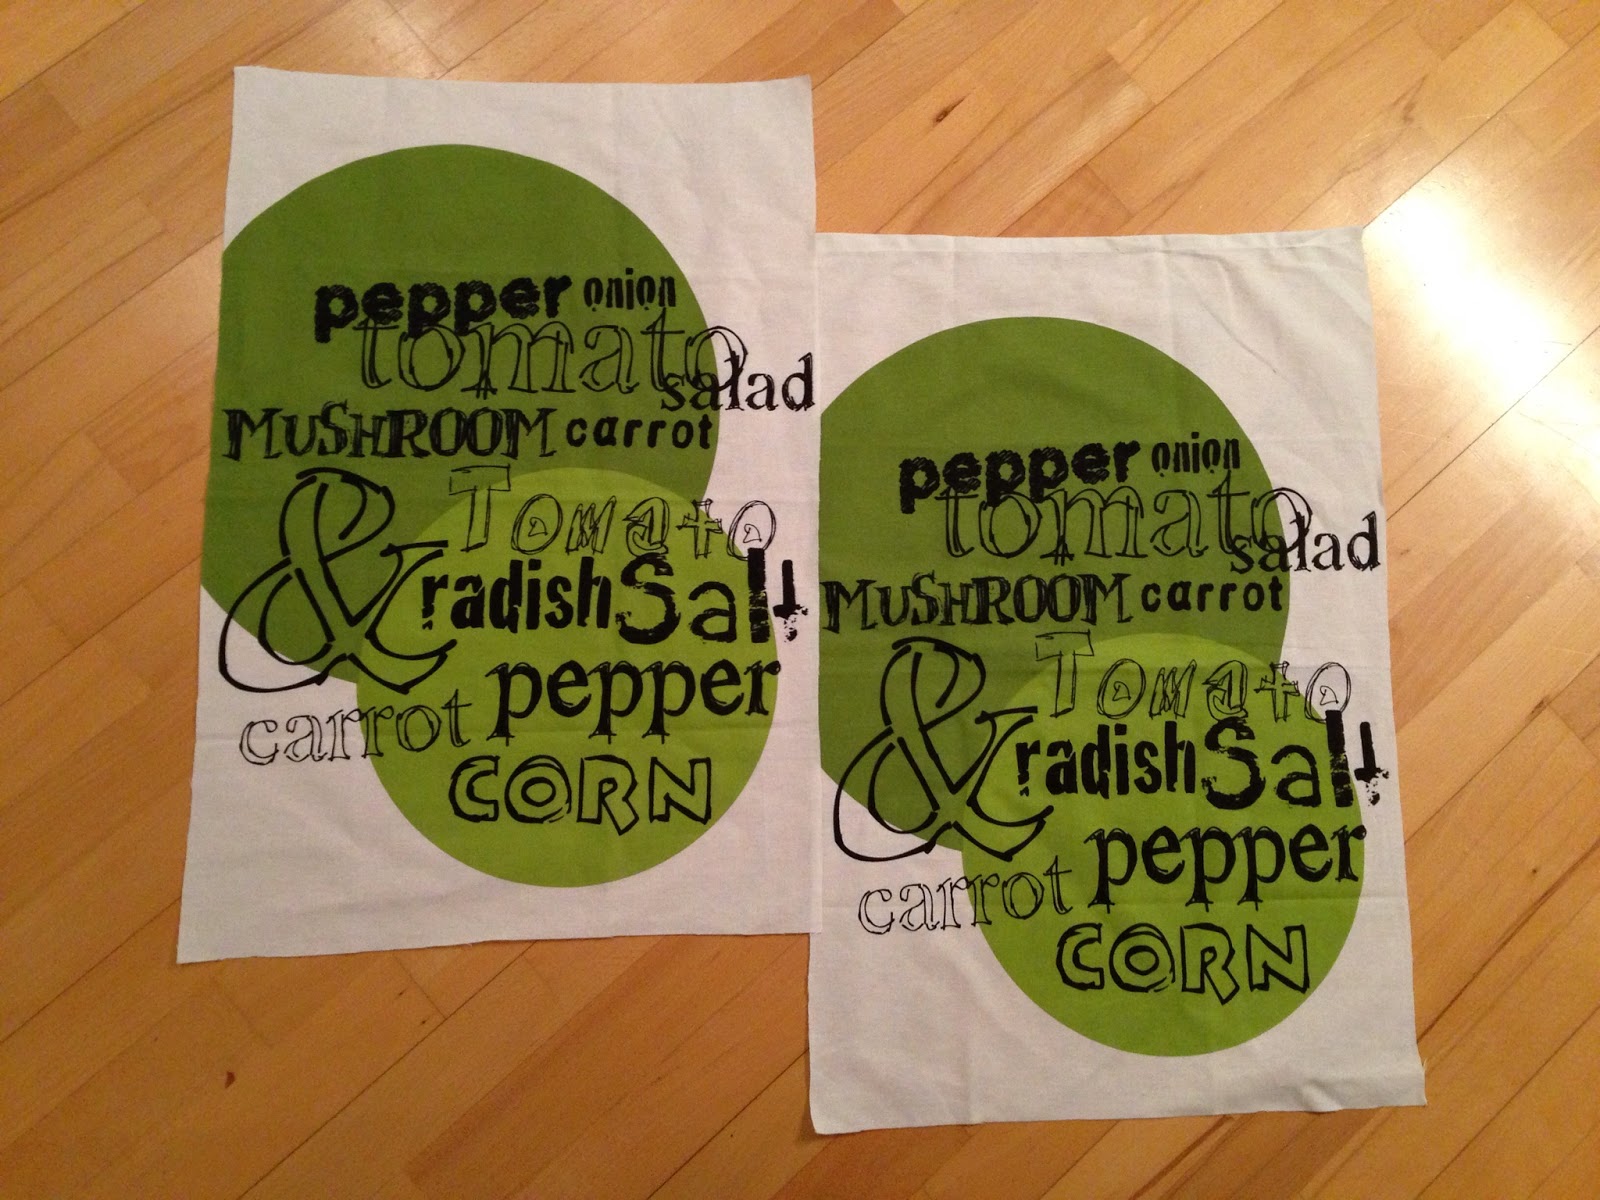 pepper onion
tomato
salad
MUSHROOM carrot
& Tomato
radish Salt
pepper
carrot
CORN
pepper onion
tomato
salad
MUSHROOM carrot
& Tomato
radish Salt
pepper
carrot
CORN